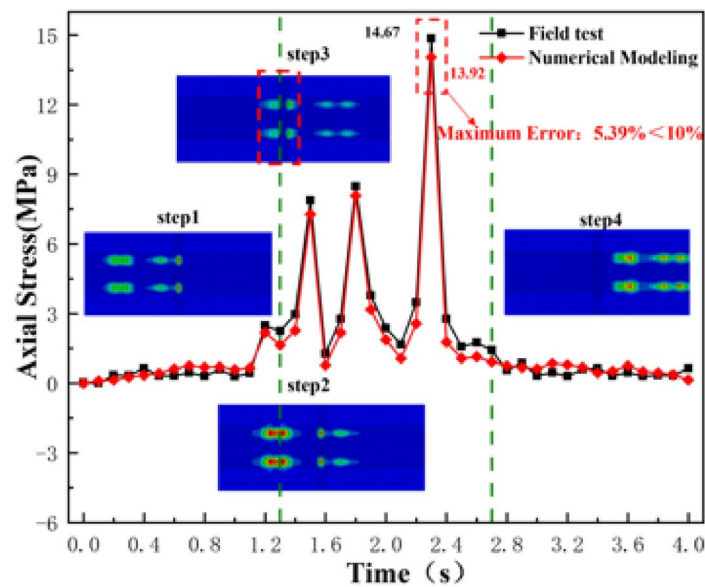 15
12
9
6
3
0
-3
-6
Axial Stress(MPa)
0.0 0.4 0.8 1.2 1.6 2.0 2.4 2.8 3.2 3.6 4.0
Time（s）
Field test
Numerical Modeling
14.67
13.92
Maximum Error：5.39%＜10%
step3
step1
step4
step2